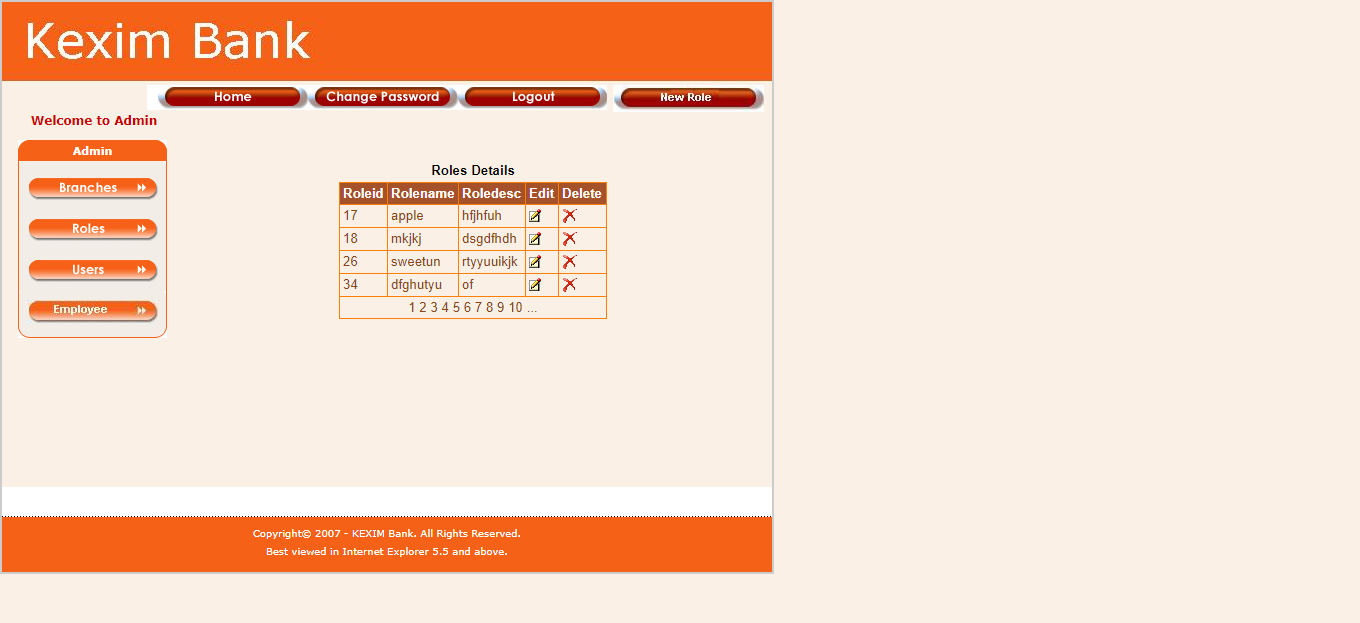 Kexim Bank
Home Change Password Logout New Role
Welcome to Admin
Admin
Branches
Roles
Users
Employee
Roles Details
Roleid Rolename Roledesc Edit Delete
17 apple hfjhfuh
18 mkjkj dsgdfhdh
26 sweetun rtyyuuikjk
34 dfghutyu of
1 2 3 4 5 6 7 8 9 10 ...
Copyright© 2007 - KEXIM Bank. All Rights Reserved.
Best viewed in Internet Explorer 5.5 and above.